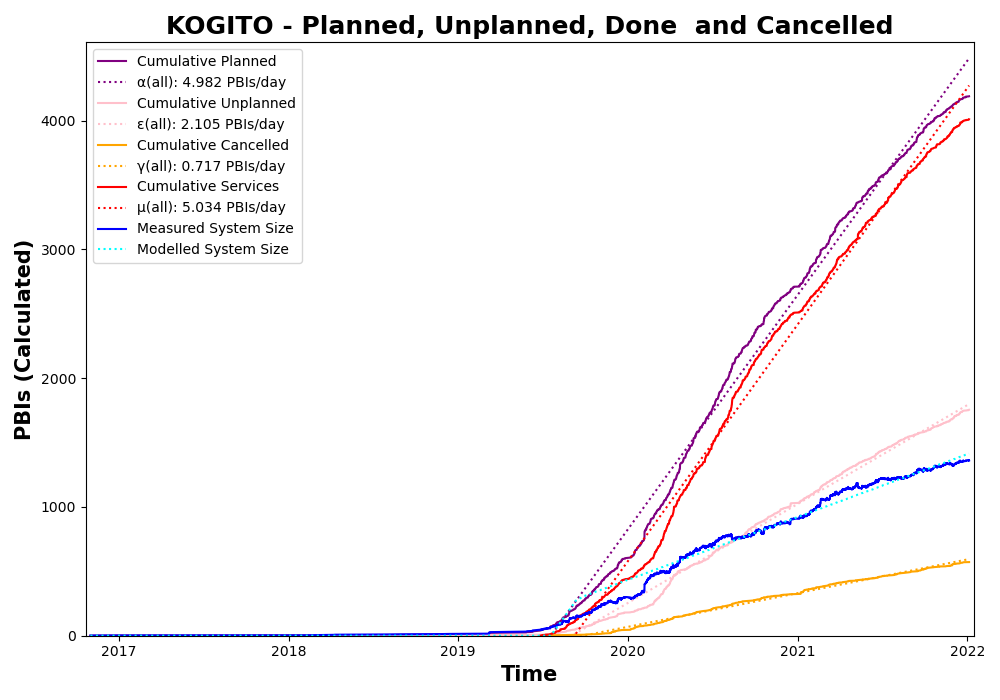 KOGITO - Planned, Unplanned, Done  and Cancelled
Cumulative Planned
α(all): 4.982 PBIs/day
Cumulative Unplanned
ε(all): 2.105 PBIs/day
Cumulative Cancelled
γ(all): 0.717 PBIs/day
Cumulative Services
μ(all): 5.034 PBIs/day
Measured System Size
Modelled System Size
PBIs (Calculated)
4000
3000
2000
1000
0
2017 2018 2019 2020 2021 2022
Time